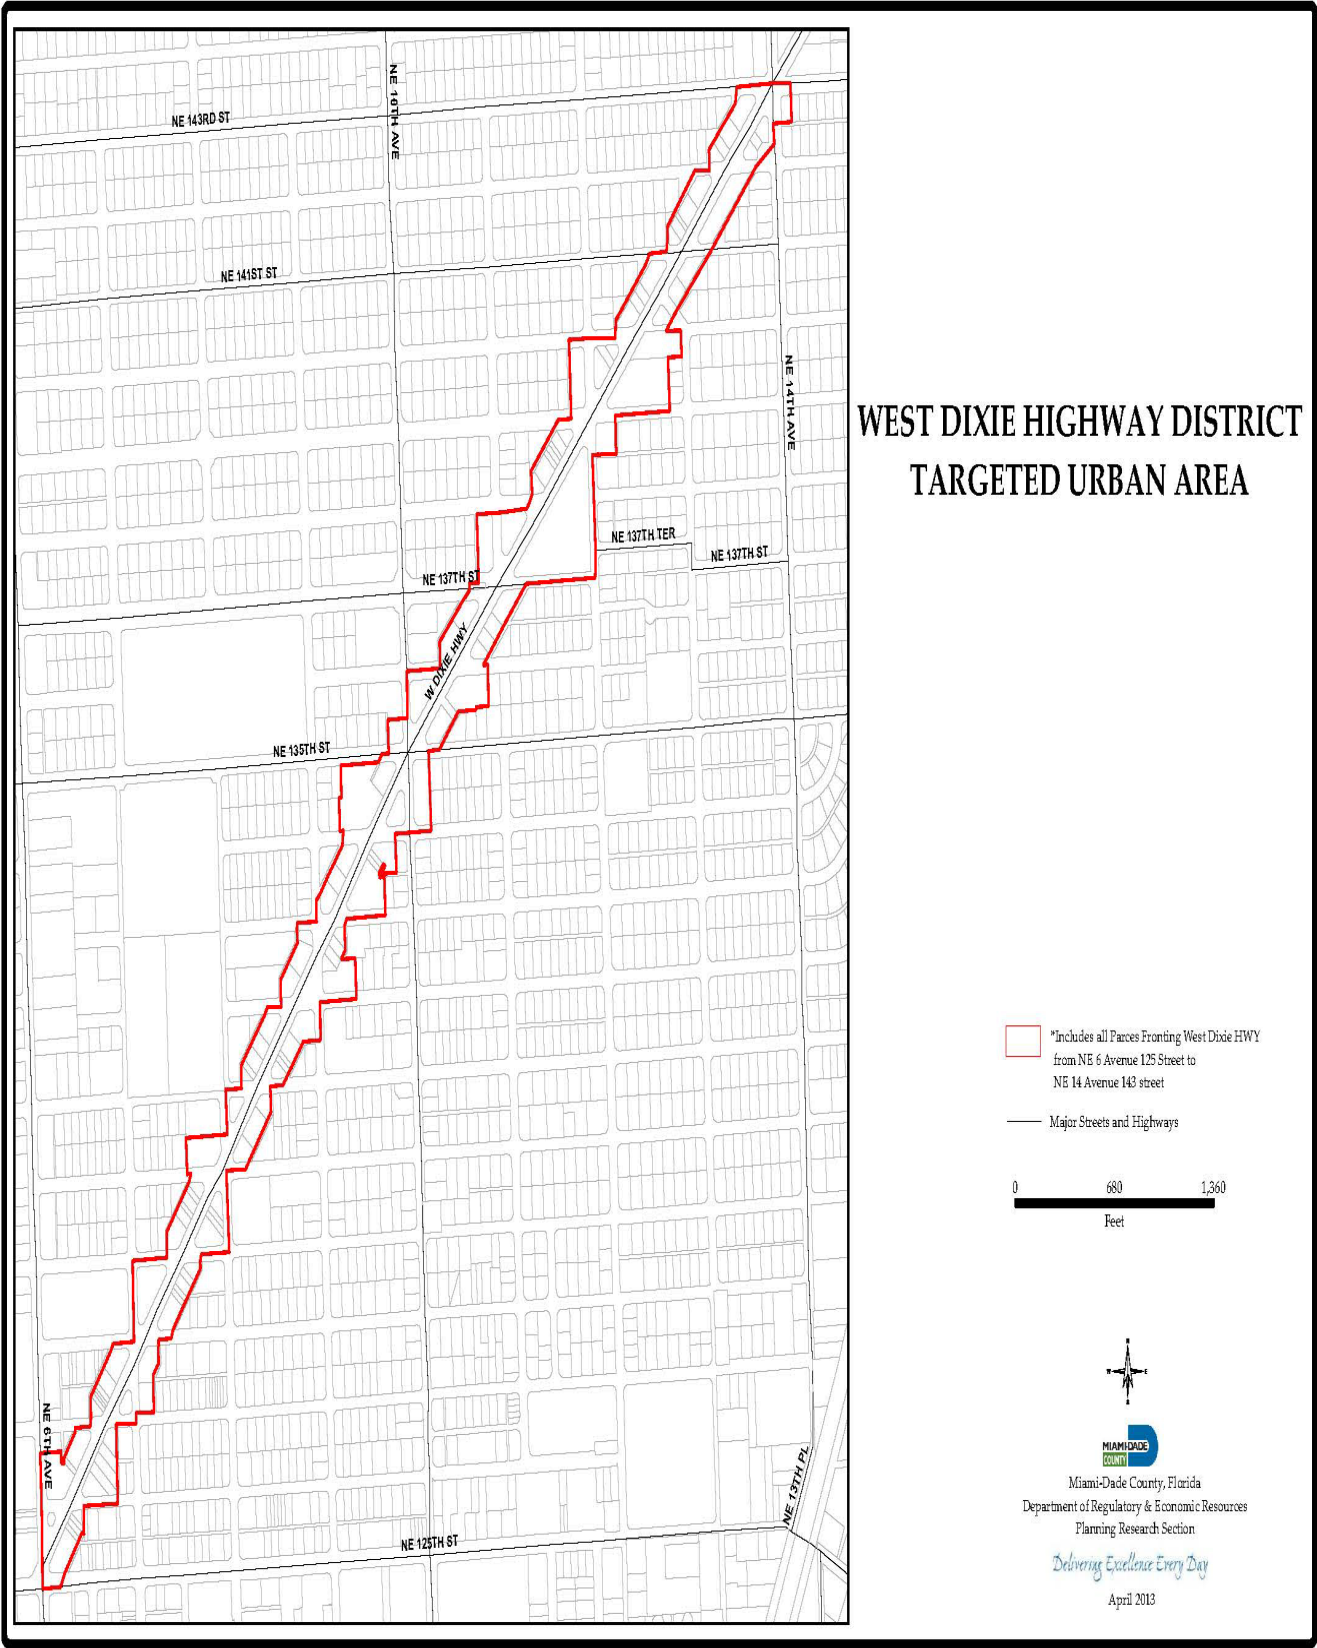 NE 10TH AVE
NE 143RD ST
NE 141ST ST
NE 14TH AVE
WEST DIXIE HIGHWAY DISTRICT
TARGETED URBAN AREA
NE 137TH TER
NE 137TH ST
NE 137TH ST
W DIXIE HWY
NE 135TH ST
*Includes all Parces Fronting West Dixie HWY
from NE 6 Avenue 125 Street to
NE 14 Avenue 143 street
Major Streets and Highways
0 680 1,360
Feet
W E
NE 6TH AVE
NE 13TH PL
NE 125TH ST
MIAMI-DADE
COUNTY
Miami-Dade County, Florida
Department of Regulatory & Economic Resources
Planning Research Section
Delivering Excellence Every Day
April 2013